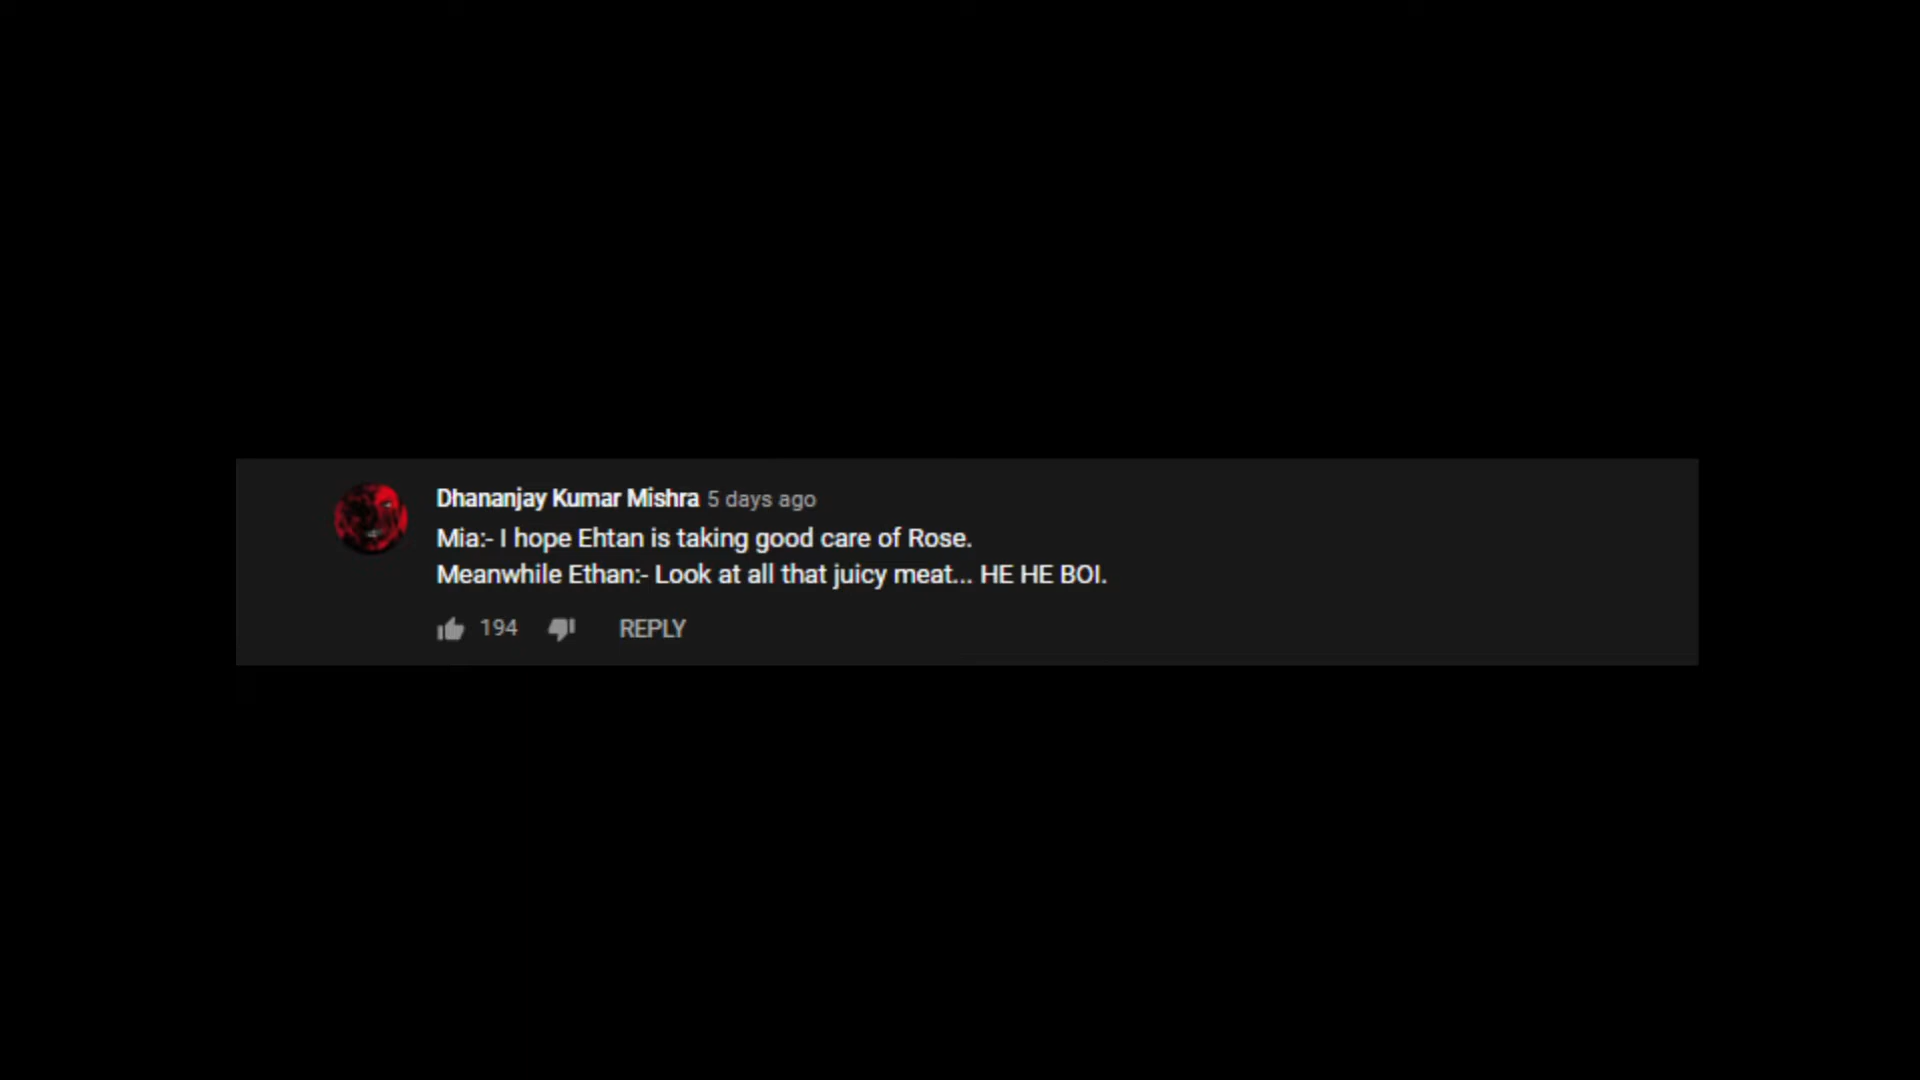 Dhananjay Kumar Mishra 5 days ago
Mia:- I hope Ehtan is taking good care of Rose.
Meanwhile Ethan:- Look at all that juicy meat... HE HE BOI.
194 REPLY